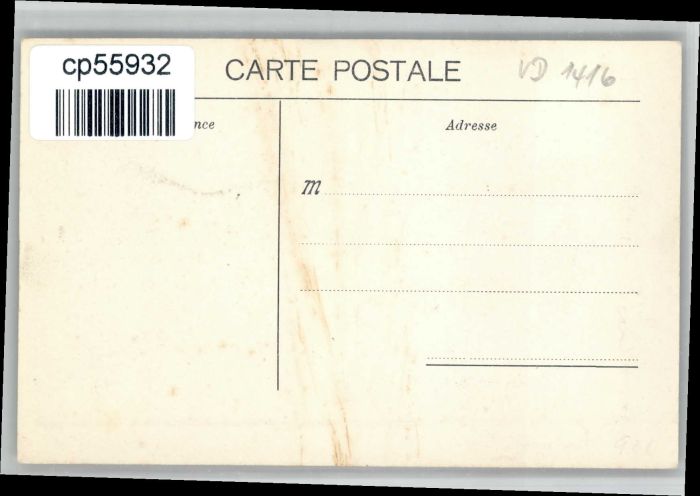 cp55932
CARTE POSTALE
VD 1416
nce
Adresse
M